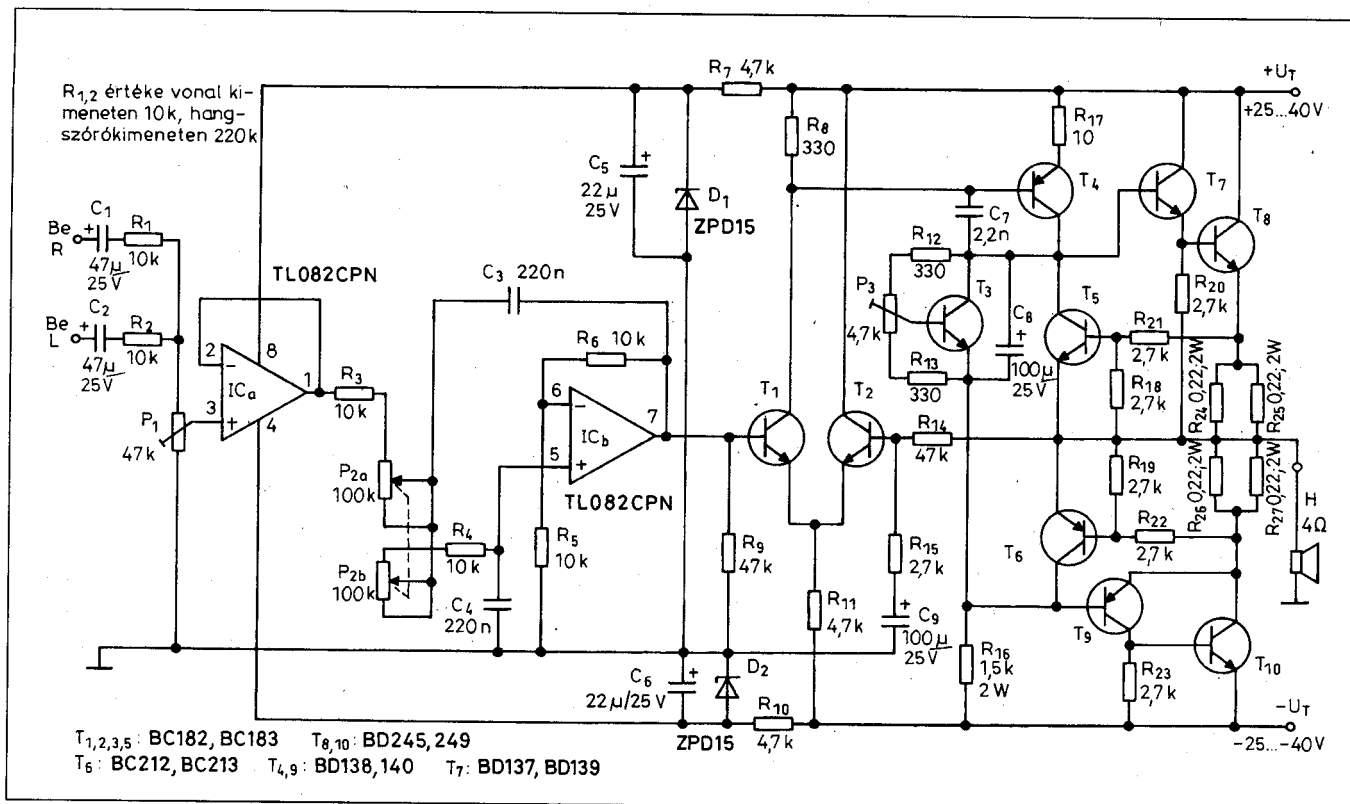 R1,2 értéke vonal ki-
meneten 10k, hang-
szórókimeneten 220k
R7 4,7k
+UT
+25...40V
R8
330
R17
10
C5
22µ
25V
+
D1
ZPD15
T4
T7
T8
C7
2,2n
Be
R
+
C1
47µ
25V
R1
10k
Be
L
+
C2
47µ
25V
R2
10k
TL082CPN
C3 220n
R12
330
P3
4,7k
T3
R13
330
C8
+
100µ
25V
T5
R20
2,7k
R21
2,7k
R18
2,7k
R24 0,22,2W
R25 0,22,2W
2
-
8
1
ICa
3
+
4
P1
47k
R3
10k
R6 10k
6
-
7
ICb
5
+
TL082CPN
T1
T2
R14
47k
P2a
100k
P2b
100k
R4
10k
C4
220n
R5
10k
R9
47k
R15
2,7k
R11
4,7k
C9
+
100µ
25V
R19
2,7k
R22
2,7k
R26 0,22,2W
R27 0,22,2W
H
4Ω
T6
T9
T10
R16
1,5k
2W
R23
2,7k
C6
+
22µ/25V
D2
ZPD15
R10
4,7k
-UT
-25...-40V
T1,2,3,5: BC182, BC183 T8,10: BD245, 249
T6: BC212, BC213 T4,9: BD138, 140 T7: BD137, BD139